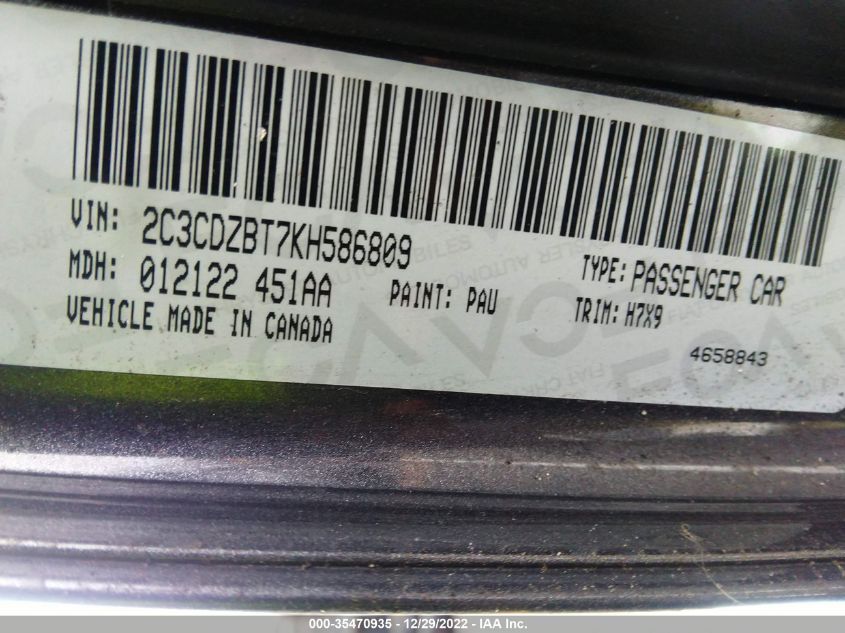 VIN: 2C3CDZBT7KH586809
MDH: 012122 451AA
PAINT: PAU
VEHICLE MADE IN CANADA
TYPE: PASSENGER CAR
TRIM: H7X9
4658843
000-35470935 - 12/29/2022 - IAA Inc.